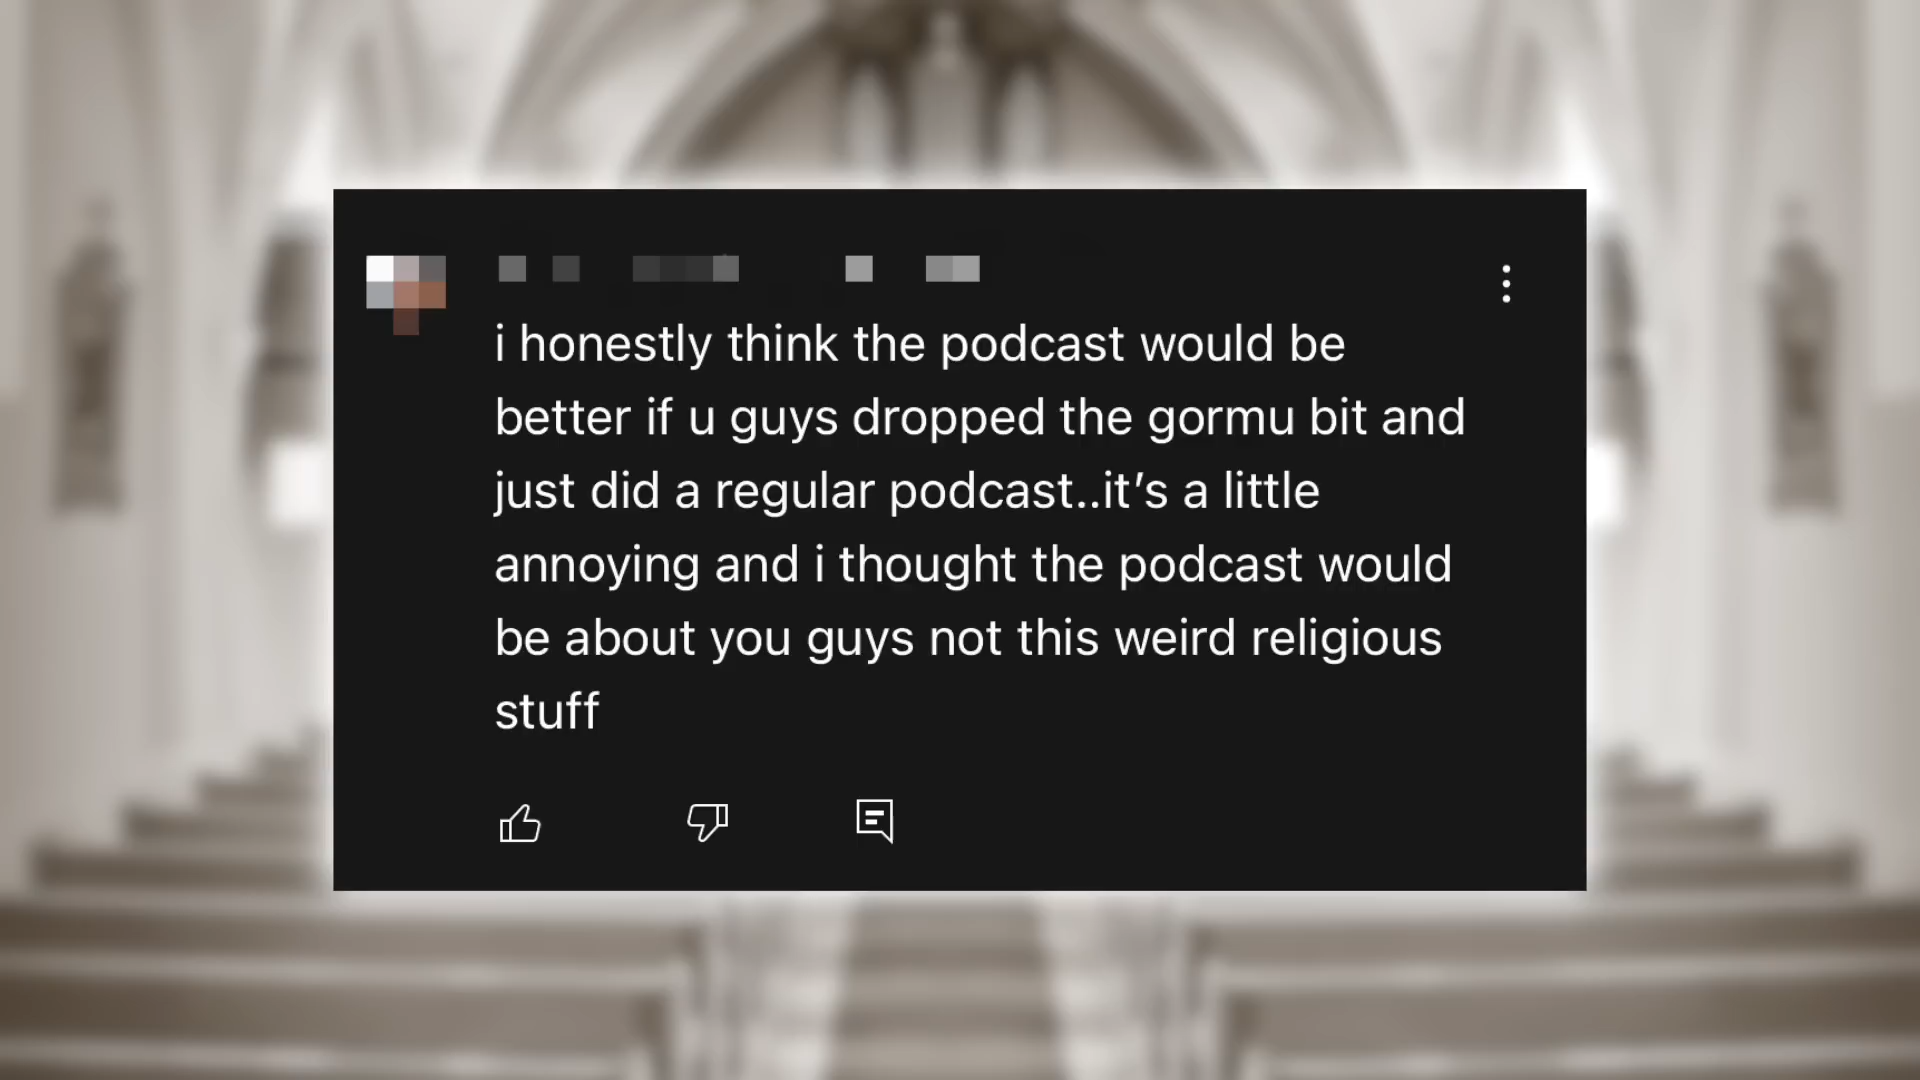 i honestly think the podcast would be
better if u guys dropped the gormu bit and
just did a regular podcast..it’s a little
annoying and i thought the podcast would
be about you guys not this weird religious
stuff